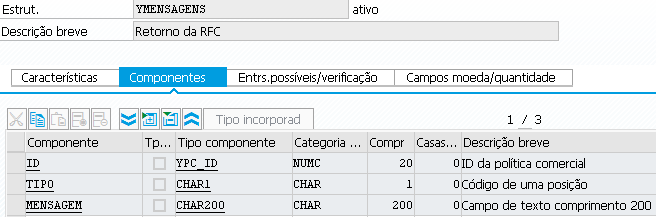 Estrut. YMENSAGENS ativo
Descrição breve Retorno da RFC
Características Componentes Entrs.possíveis/verificação Campos moeda/quantidade
Tipo incorporad 1 / 3
Componente Tp... Tipo componente Categoria ... Compr Casas... Descrição breve
ID YPC_ID NUMC 20 0 ID da política comercial
TIPO CHAR1 CHAR 1 0 Código de uma posição
MENSAGEM CHAR200 CHAR 200 0 Campo de texto comprimento 200